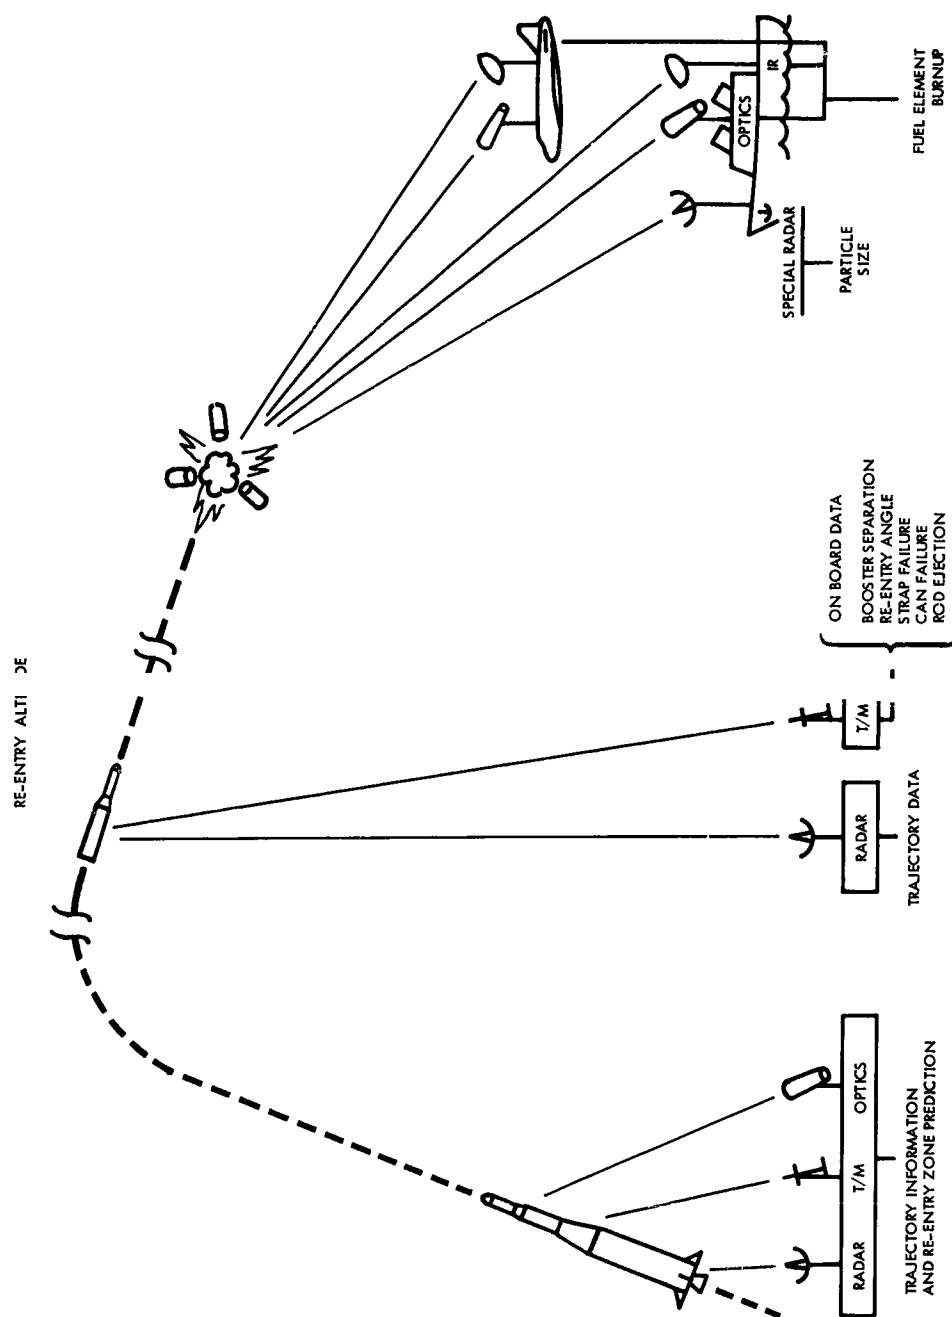 RE-ENTRY ALTI DE
RADAR
T/M
OPTICS
TRAJECTORY INFORMATION
AND RE-ENTRY ZONE PREDICTION
RADAR
TRAJECTORY DATA
T/M
ON BOARD DATA
BOOSTER SEPARATION
RE-ENTRY ANGLE
STRAP FAILURE
CAN FAILURE
ROD EJECTION
SPECIAL RADAR
PARTICLE
SIZE
OPTICS
IR
FUEL ELEMENT
BURNUP